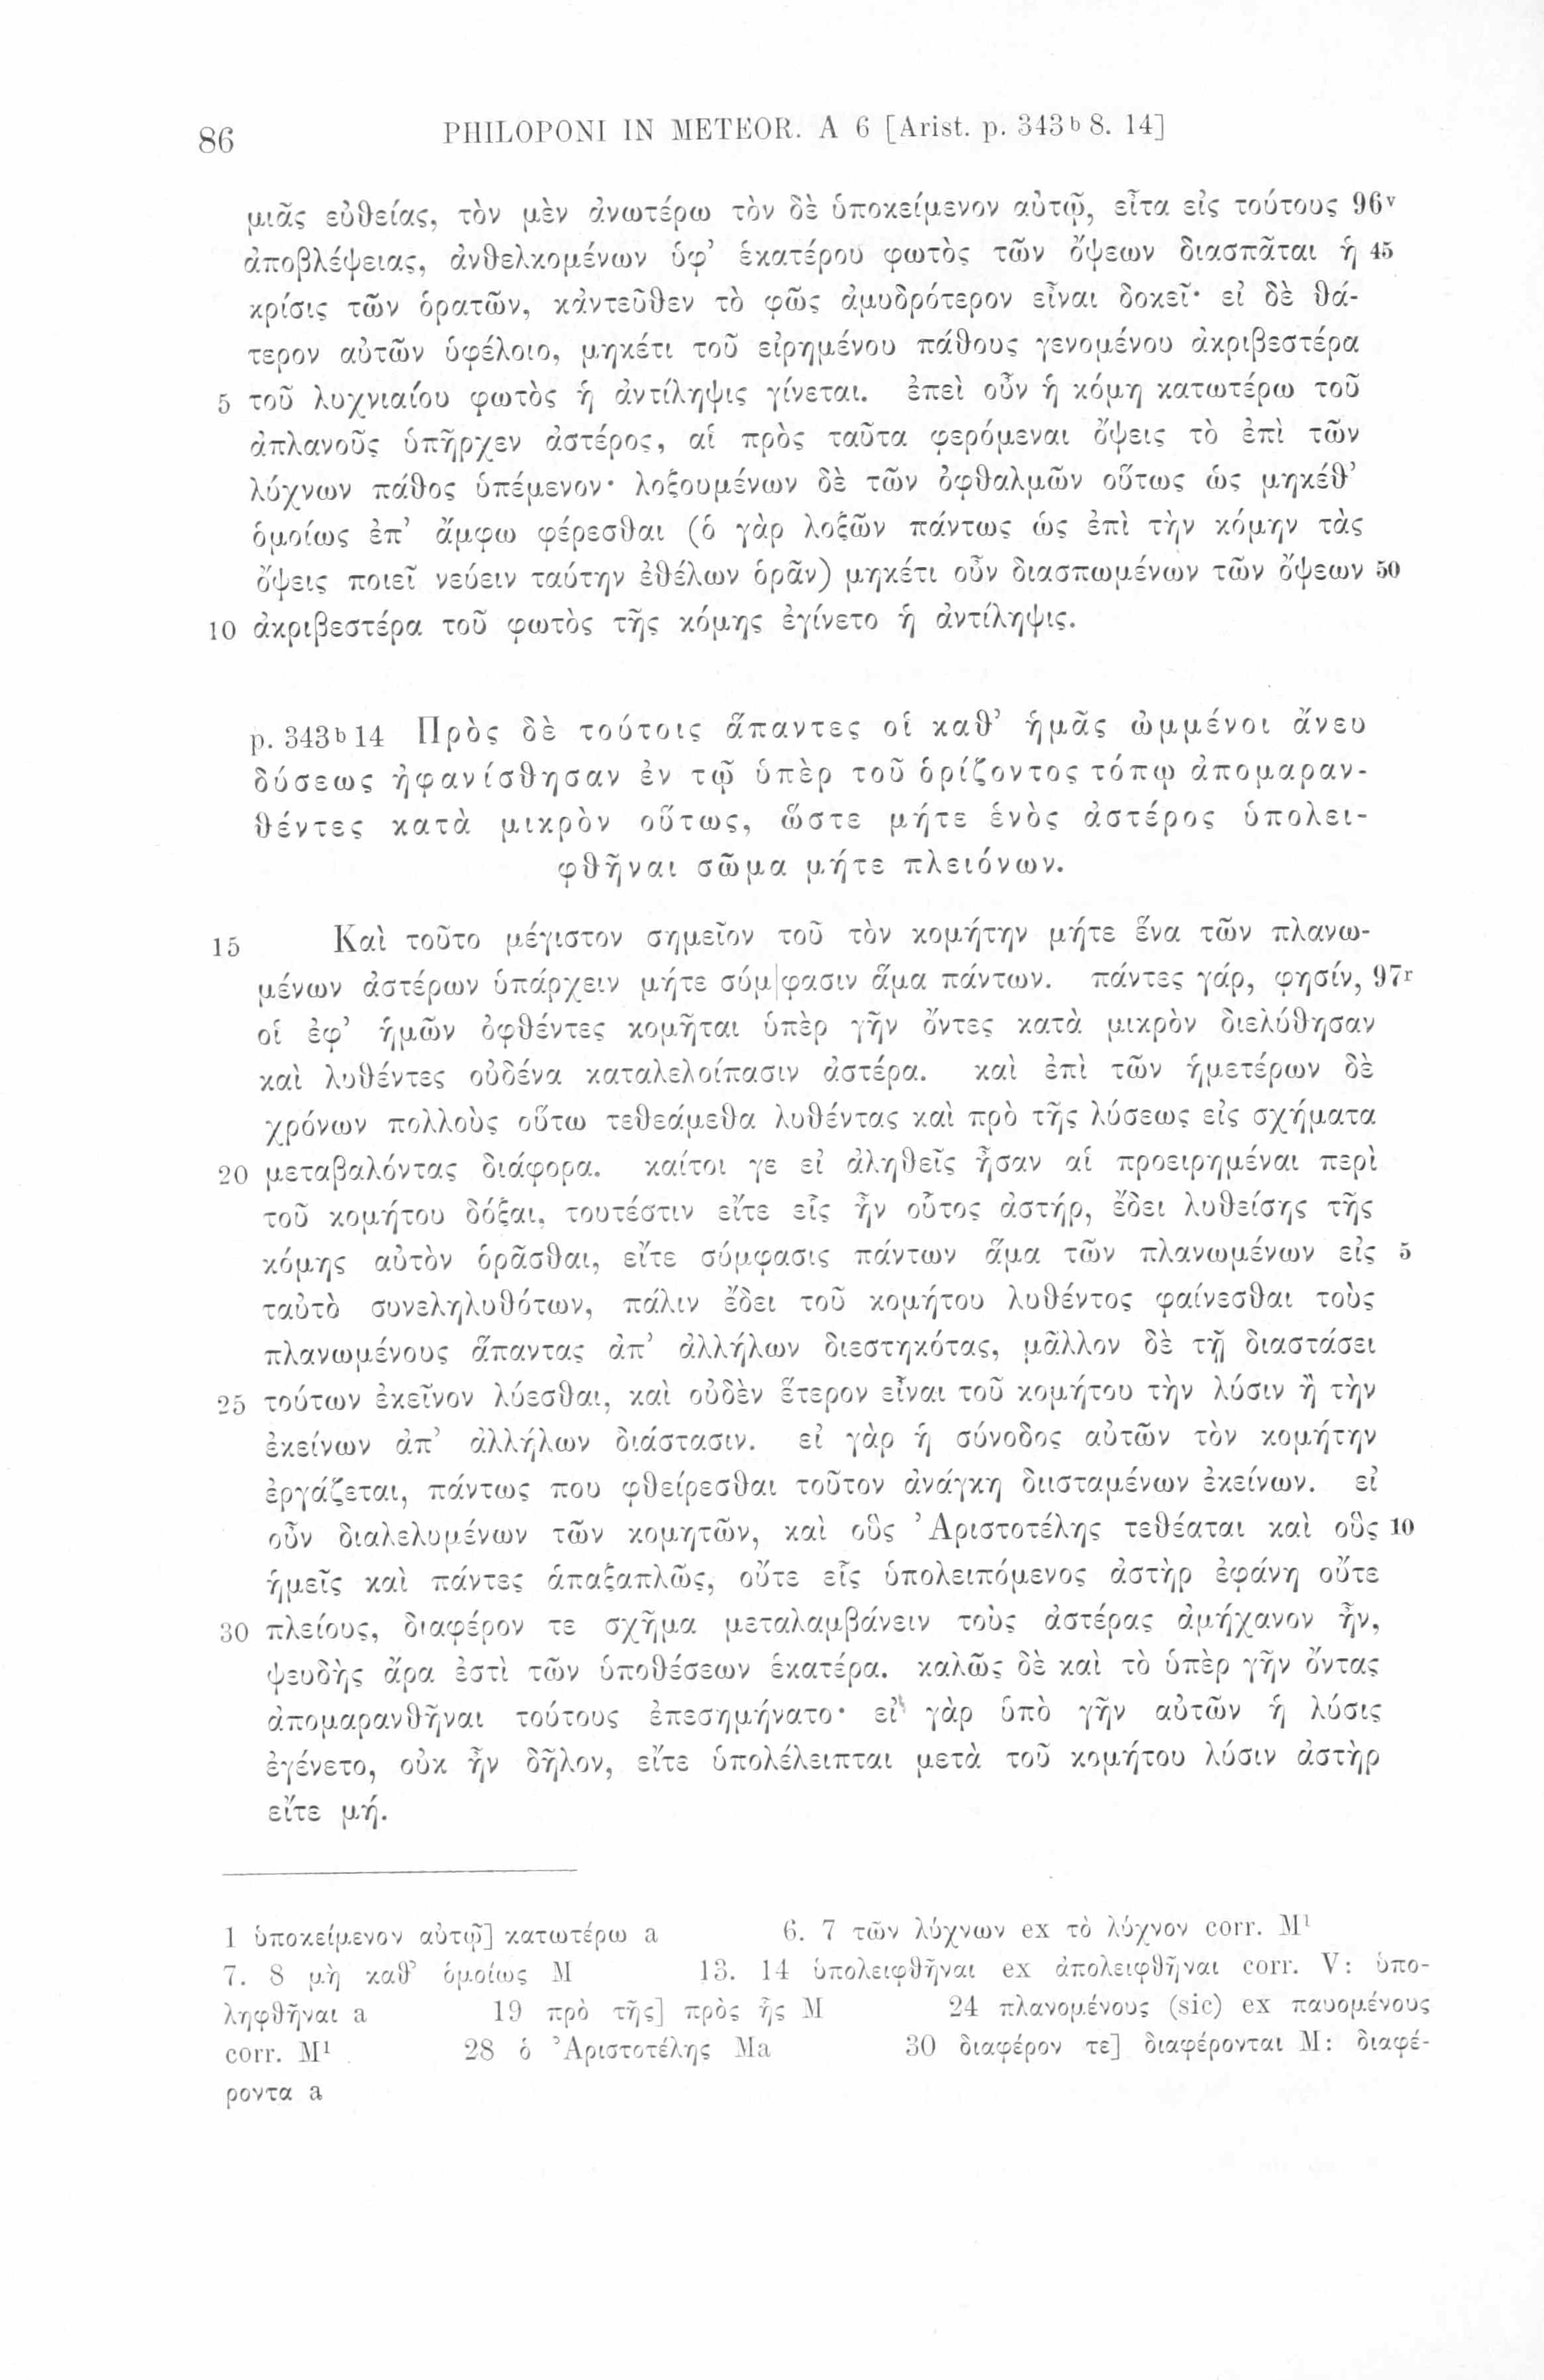 86 PHILOPONI IN METEOR. A 6 [Arist. p. 343ᵇ 8. 14]
μιᾶς εὐθείας, τὸν μὲν ἀνωτέρω τὸν δὲ ὑποκείμενον αὐτῷ, εἶτα εἰς τούτους 96ᵛ
ἀποβλέψειας, ἀνθελκομένων ὑφ’ ἑκατέρου φωτὸς τῶν ὄψεων διασπᾶται ἡ 45
κρίσις τῶν ὁρατῶν, κἀντεῦθεν τὸ φῶς ἀμυδρότερον εἶναι δοκεῖ· εἰ δὲ θά-
τερον αὐτῶν ὑφέλοιο, μηκέτι τοῦ εἰρημένου πάθους γενομένου ἀκριβεστέρα
5 τοῦ λυχνιαίου φωτὸς ἡ ἀντίληψις γίνεται. ἐπεὶ οὖν ἡ κόμη κατωτέρω τοῦ
ἀπλανοῦς ὑπῆρχεν ἀστέρος, αἱ πρὸς ταῦτα φερόμεναι ὄψεις τὸ ἐπὶ τῶν
λύχνων πάθος ὑπέμενον· λοξουμένων δὲ τῶν ὀφθαλμῶν οὕτως ὡς μηκέθ’
ὁμοίως ἐπ’ ἄμφω φέρεσθαι (ὁ γὰρ λοξῶν πάντως ὡς ἐπὶ τὴν κόμην τὰς
ὄψεις ποιεῖ νεύειν ταύτην ἐθέλων ὁρᾶν) μηκέτι οὖν διασπωμένων τῶν ὄψεων 50
10 ἀκριβεστέρα τοῦ φωτὸς τῆς κόμης ἐγίνετο ἡ ἀντίληψις.
p. 343ᵇ 14 Πρὸς δὲ τούτοις ἅπαντες οἱ καθ’ ἡμᾶς ὠμμένοι ἄνευ
δύσεως ἠφανίσθησαν ἐν τῷ ὑπὲρ τοῦ ὁρίζοντος τόπῳ ἀπομαραν-
θέντες κατὰ μικρὸν οὕτως, ὥστε μήτε ἑνὸς ἀστέρος ὑπολει-
φθῆναι σῶμα μήτε πλειόνων.
15 Καὶ τοῦτο μέγιστον σημεῖον τοῦ τὸν κομήτην μήτε ἕνα τῶν πλανω-
μένων ἀστέρων ὑπάρχειν μήτε σύμ|φασιν ἅμα πάντων. πάντες γάρ, φησίν, 97ʳ
οἱ ἐφ’ ἡμῶν ὀφθέντες κομῆται ὑπὲρ γῆν ὄντες κατὰ μικρὸν διελύθησαν
καὶ λυθέντες οὐδένα καταλελοίπασιν ἀστέρα. καὶ ἐπὶ τῶν ἡμετέρων δὲ
χρόνων πολλοὺς οὕτω τεθεάμεθα λυθέντας καὶ πρὸ τῆς λύσεως εἰς σχήματα
20 μεταβαλόντας διάφορα. καίτοι γε εἰ ἀληθεῖς ἦσαν αἱ προειρημέναι περὶ
τοῦ κομήτου δόξαι, τουτέστιν εἴτε εἷς ἦν οὗτος ἀστήρ, ἔδει λυθείσης τῆς
κόμης αὐτὸν ὁρᾶσθαι, εἴτε σύμφασις πάντων ἅμα τῶν πλανωμένων εἰς 5
ταὐτὸ συνεληλυθότων, πάλιν ἔδει τοῦ κομήτου λυθέντος φαίνεσθαι τοὺς
πλανωμένους ἅπαντας ἀπ’ ἀλλήλων διεστηκότας, μᾶλλον δὲ τῇ διαστάσει
25 τούτων ἐκεῖνον λύεσθαι, καὶ οὐδὲν ἕτερον εἶναι τοῦ κομήτου τὴν λύσιν ἢ τὴν
ἐκείνων ἀπ’ ἀλλήλων διάστασιν. εἰ γὰρ ἡ σύνοδος αὐτῶν τὸν κομήτην
ἐργάζεται, πάντως που φθείρεσθαι τοῦτον ἀνάγκη διισταμένων ἐκείνων. εἰ
οὖν διαλελυμένων τῶν κομητῶν, καὶ οὓς Ἀριστοτέλης τεθέαται καὶ οὓς 10
ἡμεῖς καὶ πάντες ἁπαξαπλῶς, οὔτε εἷς ὑπολειπόμενος ἀστὴρ ἐφάνη οὔτε
30 πλείους, διαφέρον τε σχῆμα μεταλαμβάνειν τοὺς ἀστέρας ἀμήχανον ἦν,
ψευδὴς ἄρα ἐστὶ τῶν ὑποθέσεων ἑκατέρα. καλῶς δὲ καὶ τὸ ὑπὲρ γῆν ὄντας
ἀπομαρανθῆναι τούτους ἐπεσημήνατο· εἰ γὰρ ὑπὸ γῆν αὐτῶν ἡ λύσις
ἐγένετο, οὐκ ἦν δῆλον, εἴτε ὑπολέλειπται μετὰ τοῦ κομήτου λύσιν ἀστὴρ
εἴτε μή.
1 ὑποκείμενον αὐτῷ] κατωτέρω a 6. 7 τῶν λύχνων ex τὸ λύχνον corr. M¹
7. 8 μὴ καθ’ ὁμοίως M 13. 14 ὑπολειφθῆναι ex ἀπολειφθῆναι corr. V: ὑπο-
ληφθῆναι a 19 πρὸ τῆς] πρὸς ἧς M 24 πλανομένους (sic) ex παυομένους
corr. M¹ 28 ὁ Ἀριστοτέλης Ma 30 διαφέρον τε] διαφέρονται M: διαφέ-
ροντα a